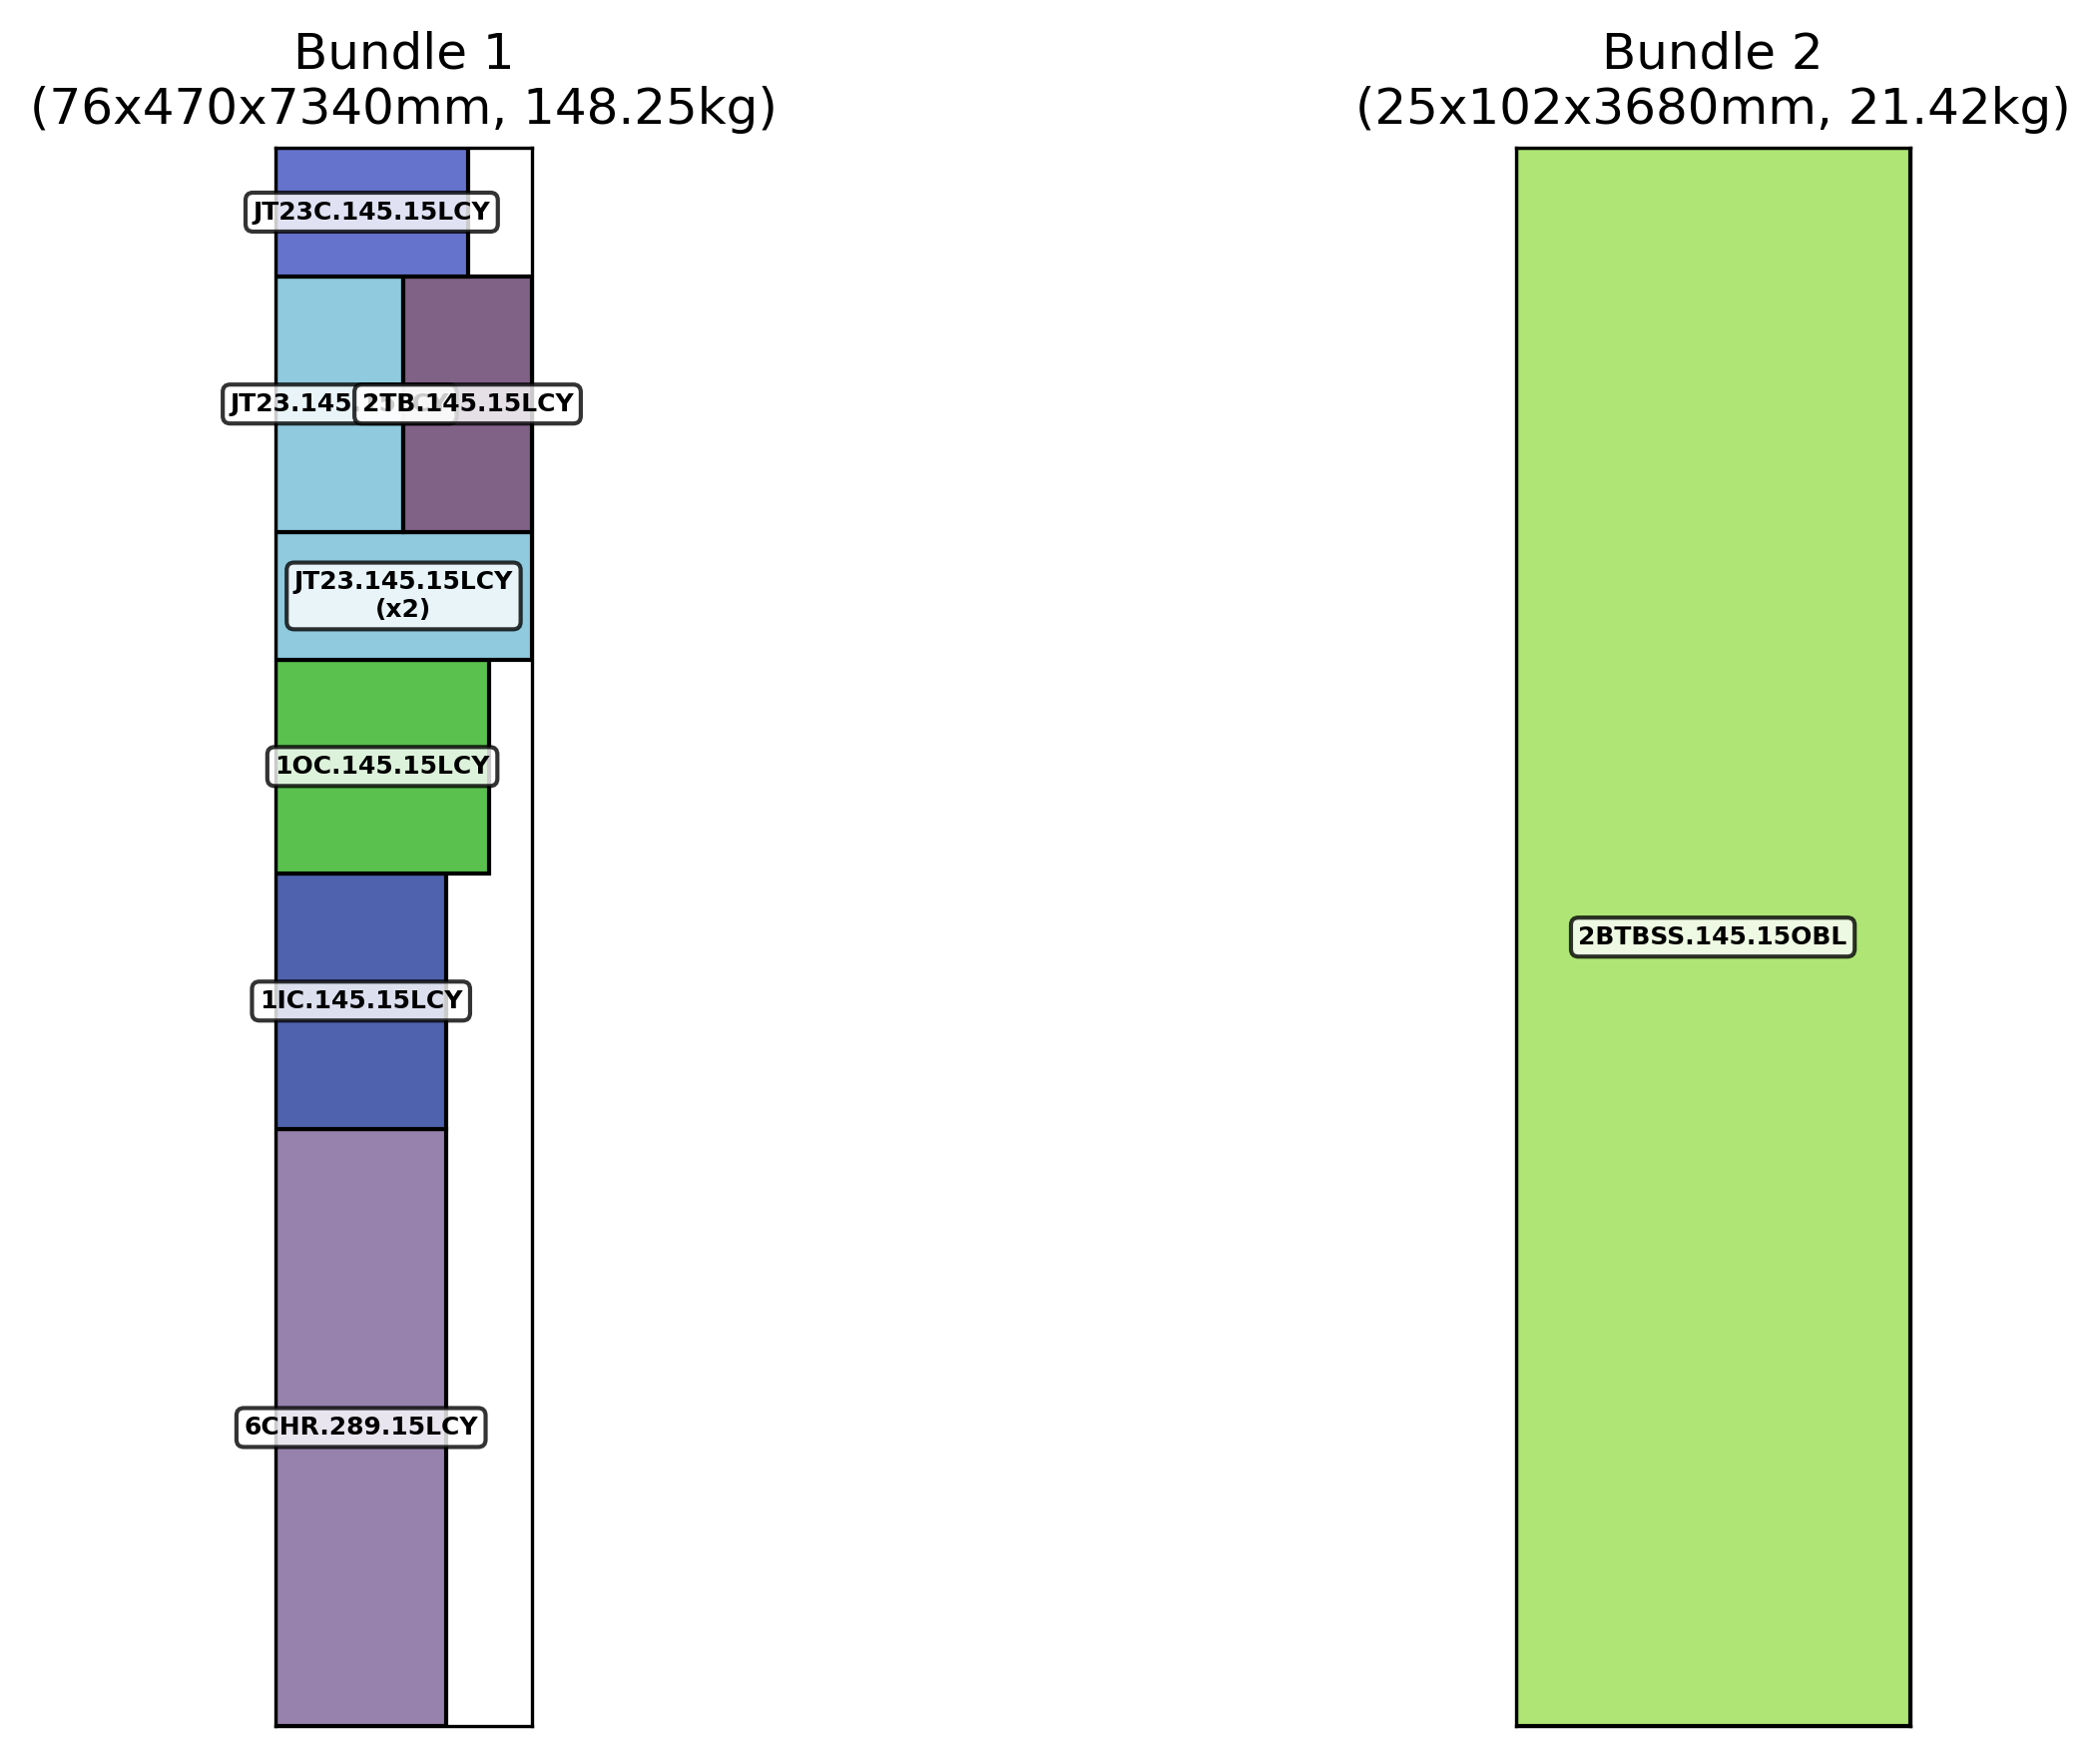 Bundle 1
(76x470x7340mm, 148.25kg)
JT23C.145.15LCY
JT23.145.
2TB.145.15LCY
JT23.145.15LCY
(x2)
1OC.145.15LCY
1IC.145.15LCY
6CHR.289.15LCY
Bundle 2
(25x102x3680mm, 21.42kg)
2BTBSS.145.15OBL